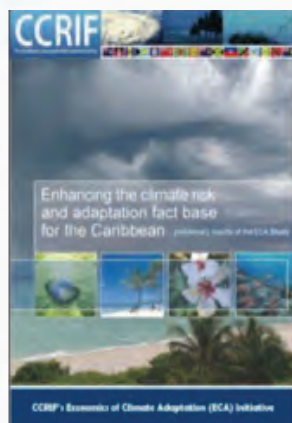 CCRIF
Enhancing the climate risk
and adaptation fact base
for the Caribbean preliminary results of the ECA Study
CCRIF's Economics of Climate Adaptation (ECA) Initiative